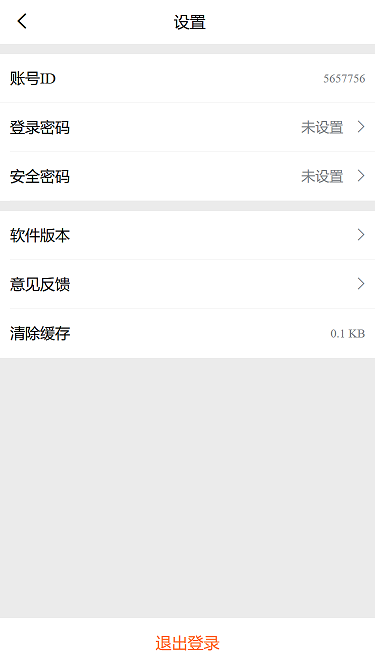 设置
账号ID 5657756
登录密码 未设置
安全密码 未设置
软件版本
意见反馈
清除缓存 0.1 KB
退出登录